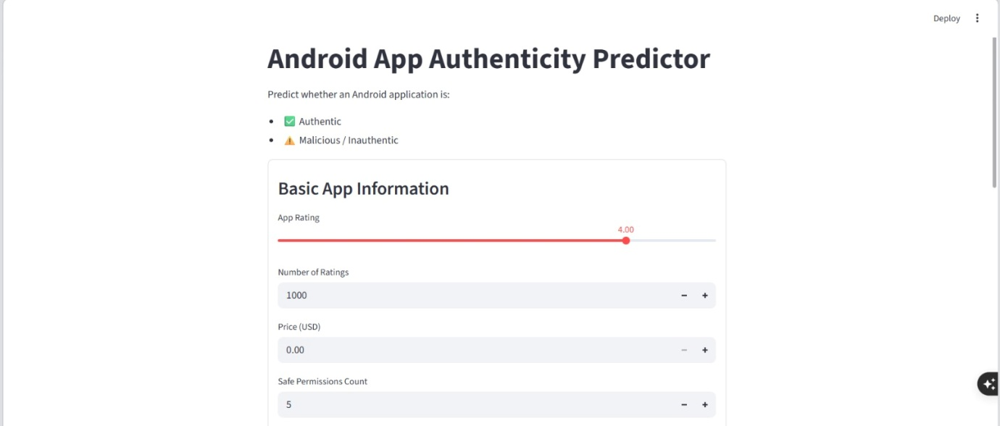 Deploy
Android App Authenticity Predictor
Predict whether an Android application is:
• ✅ Authentic
• ⚠️ Malicious / Inauthentic
Basic App Information
App Rating
4.00
Number of Ratings
1000
Price (USD)
0.00
Safe Permissions Count
5